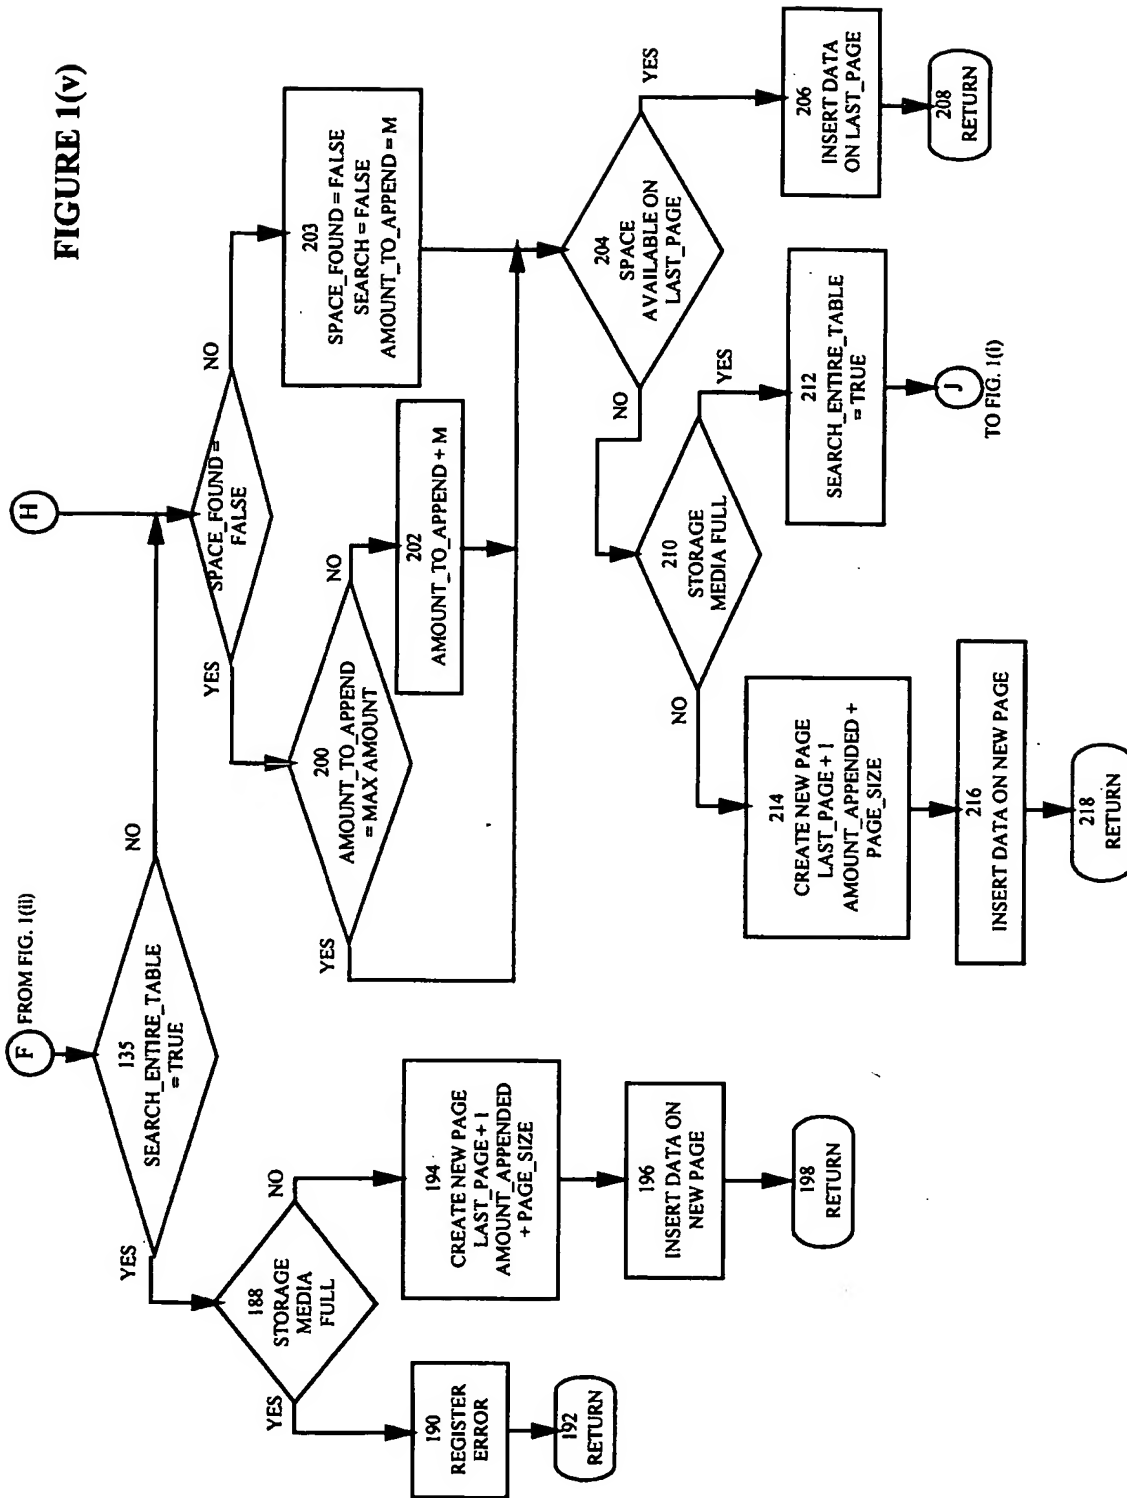 FIGURE 1(v)
F
FROM FIG. 1(ii)
H
135
SEARCH_ENTIRE_TABLE
= TRUE
YES
NO
188
STORAGE
MEDIA
FULL
YES
NO
190
REGISTER
ERROR
192
RETURN
194
CREATE NEW PAGE
LAST_PAGE + 1
AMOUNT_APPENDED
+ PAGE_SIZE
196
INSERT DATA ON
NEW PAGE
198
RETURN
SPACE_FOUND =
FALSE
YES
NO
200
AMOUNT_TO_APPEND
= MAX AMOUNT
YES
NO
202
AMOUNT_TO_APPEND + M
203
SPACE_FOUND = FALSE
SEARCH = FALSE
AMOUNT_TO_APPEND = M
204
SPACE
AVAILABLE ON
LAST_PAGE
NO
YES
206
INSERT DATA
ON LAST_PAGE
208
RETURN
210
STORAGE
MEDIA FULL
NO
YES
212
SEARCH_ENTIRE_TABLE
= TRUE
J
TO FIG. 1(i)
214
CREATE NEW PAGE
LAST_PAGE + 1
AMOUNT_APPENDED +
PAGE_SIZE
216
INSERT DATA ON NEW PAGE
218
RETURN